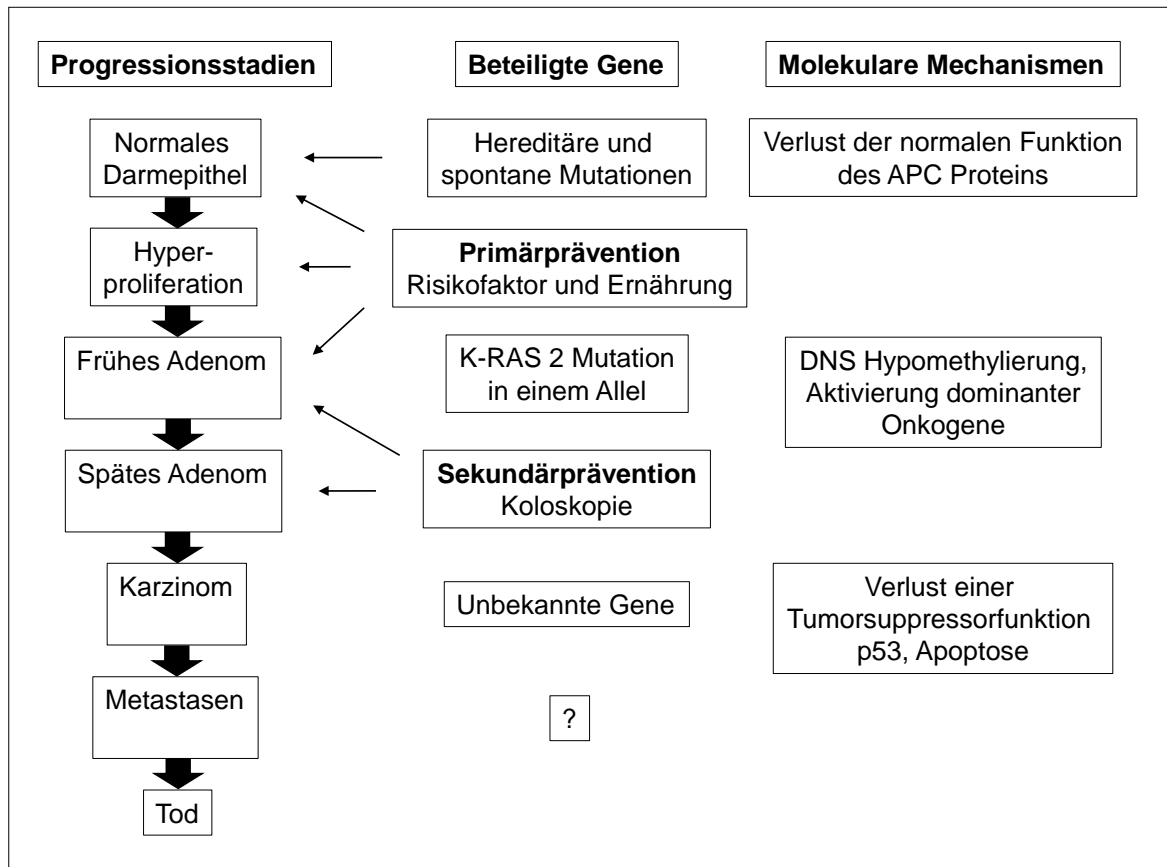 Progressionsstadien
Beteiligte Gene
Molekulare Mechanismen
Normales
Darmepithel
Hereditäre und
spontane Mutationen
Verlust der normalen Funktion
des APC Proteins
Hyper-
proliferation
Primärprävention
Risikofaktor und Ernährung
Frühes Adenom
K-RAS 2 Mutation
in einem Allel
DNS Hypomethylierung,
Aktivierung dominanter
Onkogene
Spätes Adenom
Sekundärprävention
Koloskopie
Karzinom
Unbekannte Gene
Verlust einer
Tumorsuppressorfunktion
p53, Apoptose
Metastasen
?
Tod